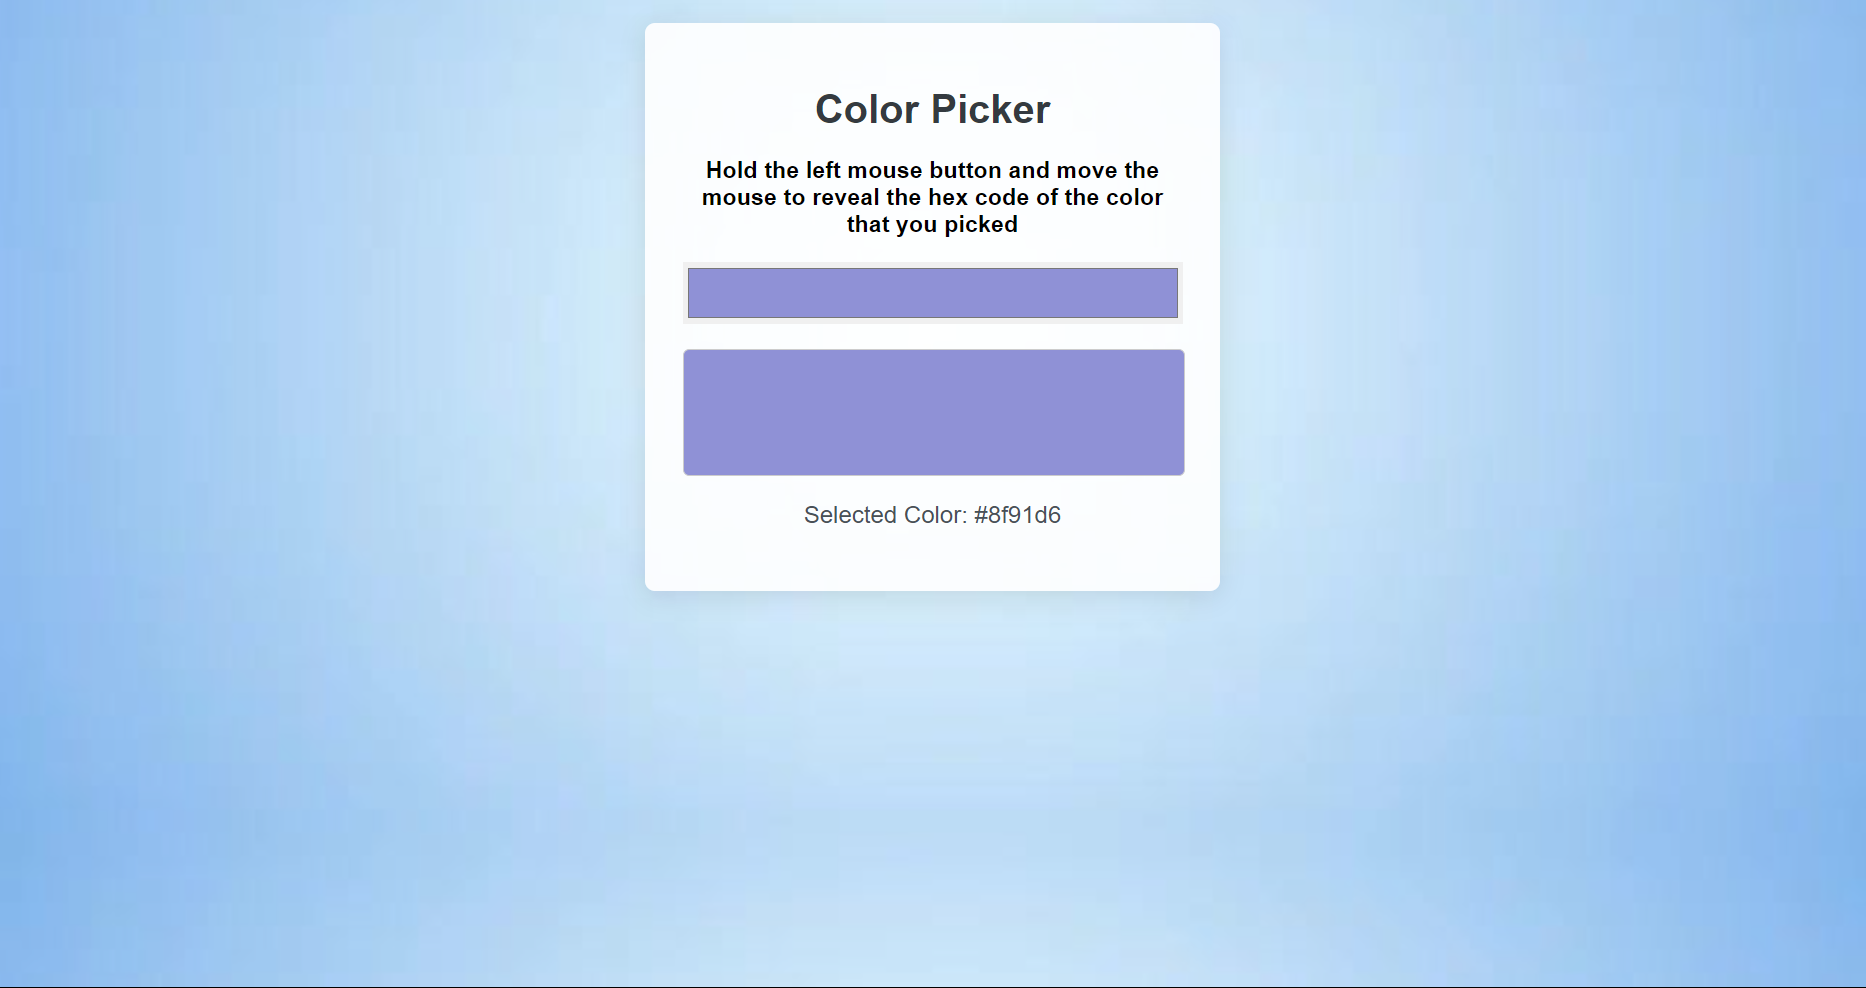 Color Picker
Hold the left mouse button and move the
mouse to reveal the hex code of the color
that you picked
Selected Color: #8f91d6